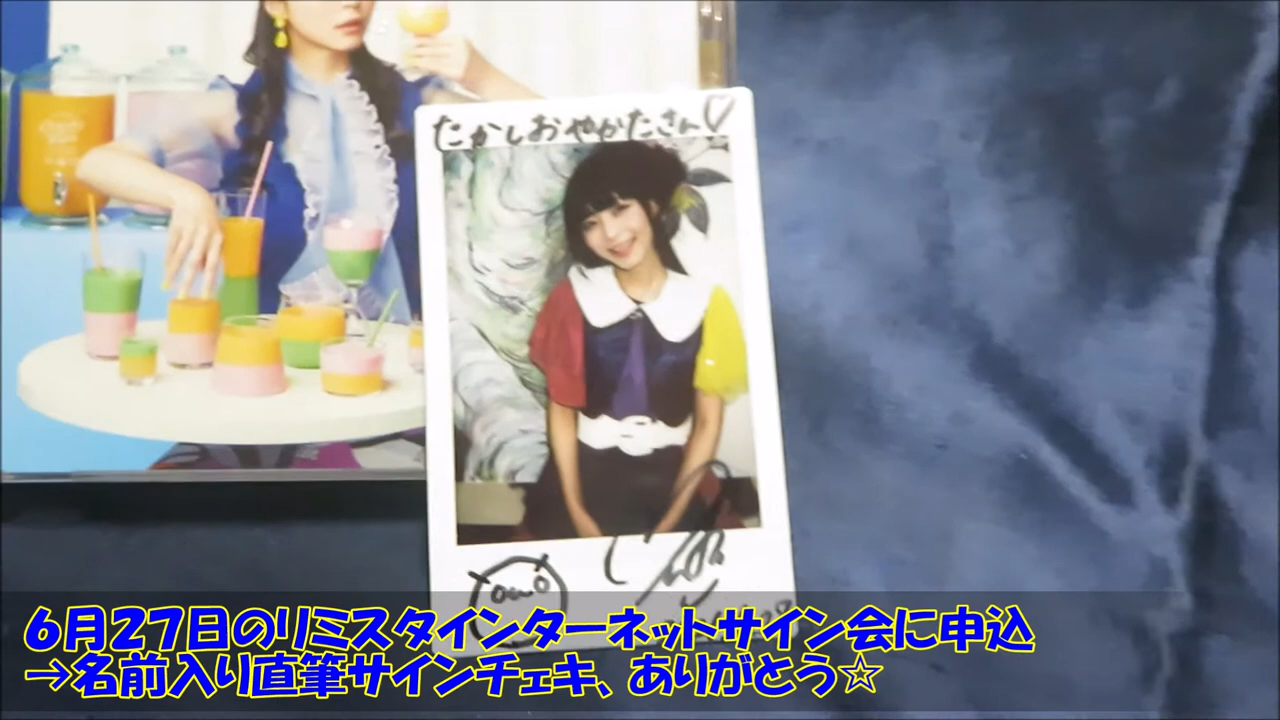 たかしおやかたさん♡
6月27日のリミスタインターネットサイン会に申込
→名前入り直筆サインチェキ、ありがとう☆